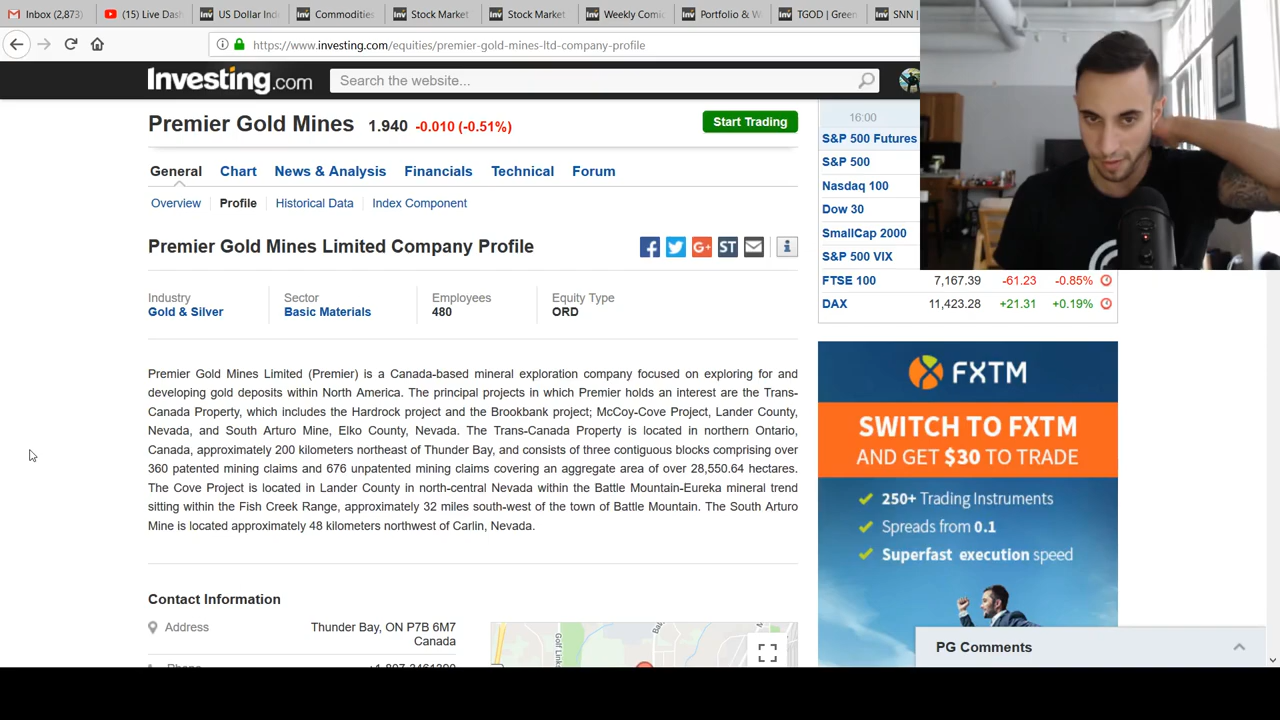 Inbox (2,873)
(15) Live Das
US Dollar Ind
Commodities
Stock Market
Stock Market
Weekly Comi
Portfolio & W
TGOD | Green
SNN |
https://www.investing.com/equities/premier-gold-mines-ltd-company-profile
Investing.com
Search the website...
Premier Gold Mines 1.940 -0.010 (-0.51%)
Start Trading
General Chart News & Analysis Financials Technical Forum
Overview Profile Historical Data Index Component
Premier Gold Mines Limited Company Profile
ST
Industry
Gold & Silver
Sector
Basic Materials
Employees
480
Equity Type
ORD
Premier Gold Mines Limited (Premier) is a Canada-based mineral exploration company focused on exploring for and
developing gold deposits within North America. The principal projects in which Premier holds an interest are the Trans-
Canada Property, which includes the Hardrock project and the Brookbank project; McCoy-Cove Project, Lander County,
Nevada, and South Arturo Mine, Elko County, Nevada. The Trans-Canada Property is located in northern Ontario,
Canada, approximately 200 kilometers northeast of Thunder Bay, and consists of three contiguous blocks comprising over
360 patented mining claims and 676 unpatented mining claims covering an aggregate area of over 28,550.64 hectares.
The Cove Project is located in Lander County in north-central Nevada within the Battle Mountain-Eureka mineral trend
sitting within the Fish Creek Range, approximately 32 miles south-west of the town of Battle Mountain. The South Arturo
Mine is located approximately 48 kilometers northwest of Carlin, Nevada.
Contact Information
Address
Thunder Bay, ON P7B 6M7
Canada
Phone
Golf Links
16:00
S&P 500 Futures
S&P 500
Nasdaq 100
Dow 30
SmallCap 2000
S&P 500 VIX
FTSE 100 7,167.39 -61.23 -0.85%
DAX 11,423.28 +21.31 +0.19%
FXTM
SWITCH TO FXTM
AND GET $30 TO TRADE
250+ Trading Instruments
Spreads from 0.1
Superfast execution speed
PG Comments